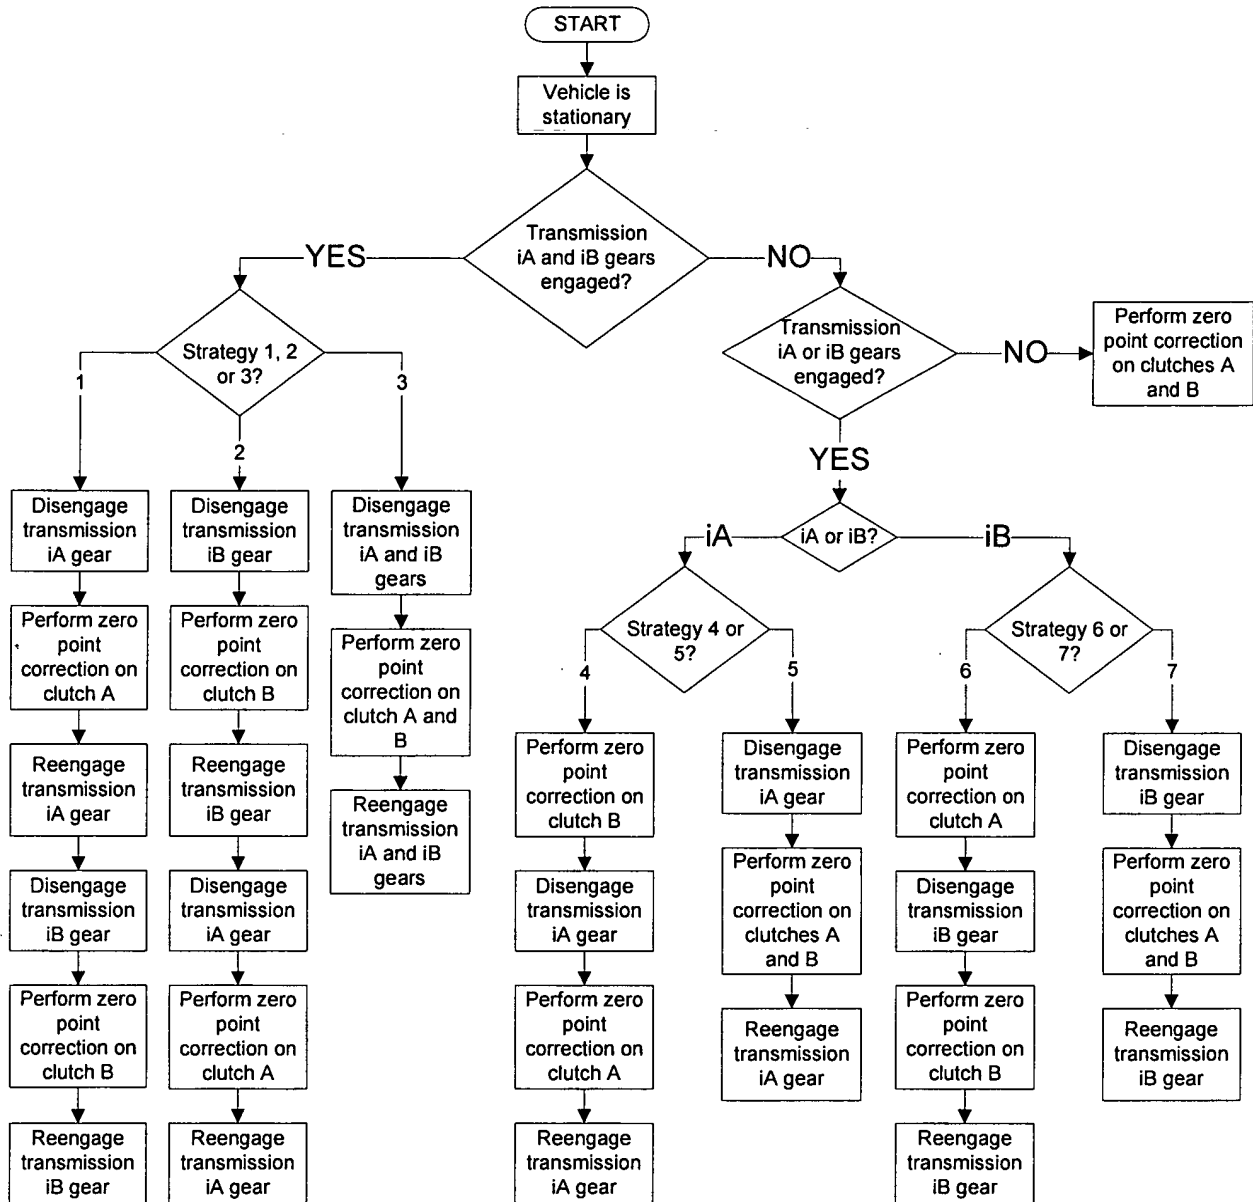 START
Vehicle is
stationary
Transmission
iA and iB gears
engaged?
YES
NO
Strategy 1, 2
or 3?
1
2
3
Transmission
iA or iB gears
engaged?
NO
Perform zero
point correction
on clutches A
and B
YES
iA or iB?
iA
iB
Disengage
transmission
iA gear
Perform zero
point
correction on
clutch A
Reengage
transmission
iA gear
Disengage
transmission
iB gear
Perform zero
point
correction on
clutch B
Reengage
transmission
iB gear
Disengage
transmission
iB gear
Perform zero
point
correction on
clutch B
Reengage
transmission
iB gear
Disengage
transmission
iA gear
Perform zero
point
correction on
clutch A
Reengage
transmission
iA gear
Disengage
transmission
iA and iB
gears
Perform zero
point
correction on
clutch A and
B
Reengage
transmission
iA and iB
gears
Strategy 4 or
5?
4
5
Perform zero
point
correction on
clutch B
Disengage
transmission
iA gear
Perform zero
point
correction on
clutch A
Reengage
transmission
iA gear
Disengage
transmission
iA gear
Perform zero
point
correction on
clutches A
and B
Reengage
transmission
iA gear
Strategy 6 or
7?
6
7
Perform zero
point
correction on
clutch A
Disengage
transmission
iB gear
Perform zero
point
correction on
clutch B
Reengage
transmission
iB gear
Disengage
transmission
iB gear
Perform zero
point
correction on
clutches A
and B
Reengage
transmission
iB gear